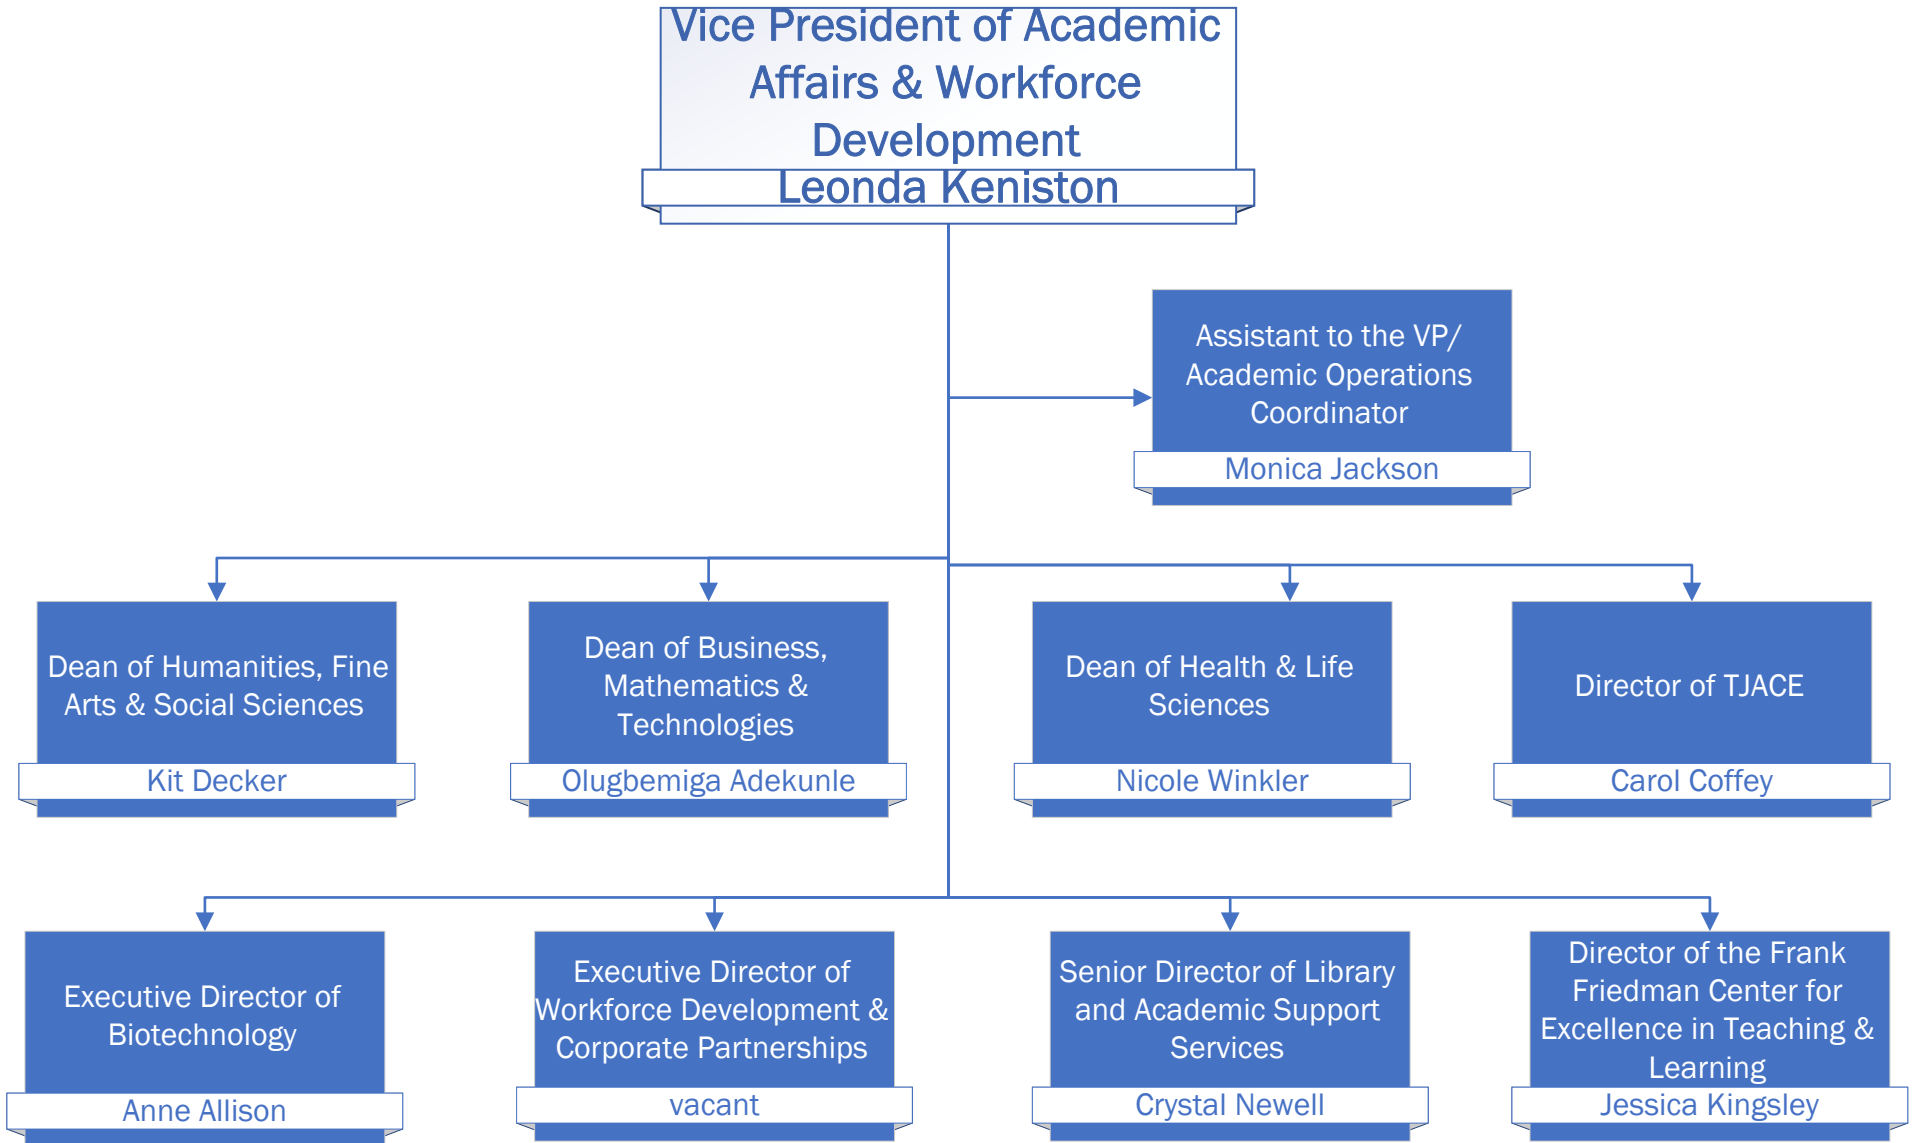 Vice President of Academic
Affairs & Workforce
Development
Leonda Keniston
Assistant to the VP/
Academic Operations
Coordinator
Monica Jackson
Dean of Humanities, Fine
Arts & Social Sciences
Kit Decker
Dean of Business,
Mathematics &
Technologies
Olugbemiga Adekunle
Dean of Health & Life
Sciences
Nicole Winkler
Director of TJACE
Carol Coffey
Executive Director of
Biotechnology
Anne Allison
Executive Director of
Workforce Development &
Corporate Partnerships
vacant
Senior Director of Library
and Academic Support
Services
Crystal Newell
Director of the Frank
Friedman Center for
Excellence in Teaching &
Learning
Jessica Kingsley